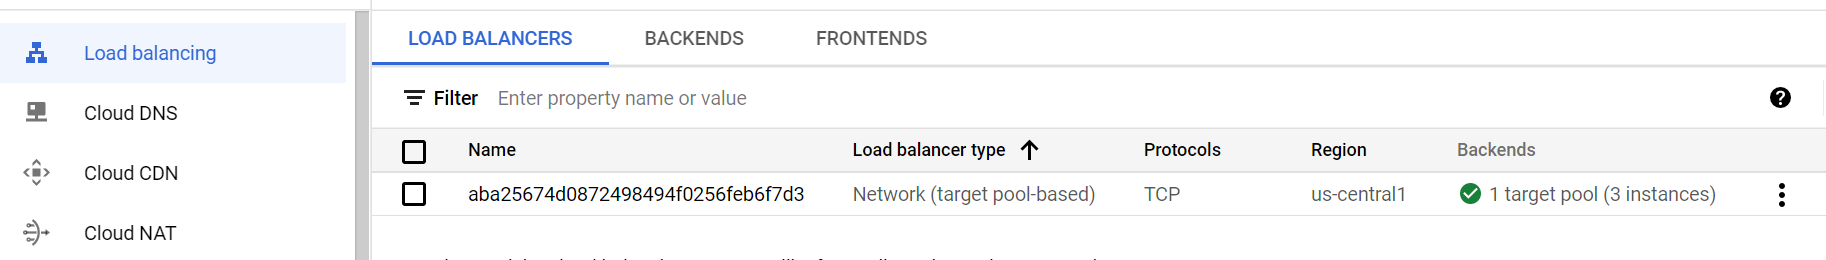 Load balancing
Cloud DNS
Cloud CDN
Cloud NAT
LOAD BALANCERS BACKENDS FRONTENDS
Filter Enter property name or value
Name Load balancer type Protocols Region Backends
aba25674d0872498494f0256feb6f7d3 Network (target pool-based) TCP us-central1 1 target pool (3 instances)